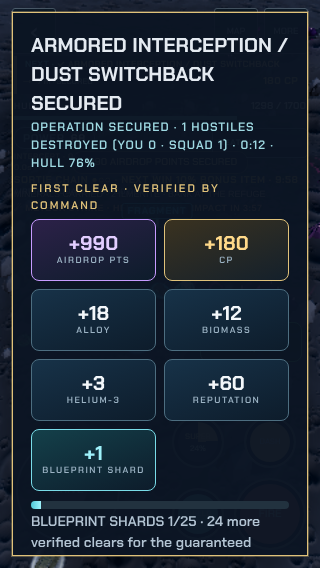 ARMORED INTERCEPTION /
DUST SWITCHBACK
SECURED
OPERATION SECURED · 1 HOSTILES
DESTROYED (YOU 0 · SQUAD 1) · 0:12 ·
HULL 76%
FIRST CLEAR · VERIFIED BY
COMMAND
+990
AIRDROP PTS
+180
CP
+18
ALLOY
+12
BIOMASS
+3
HELIUM-3
+60
REPUTATION
+1
BLUEPRINT SHARD
BLUEPRINT SHARDS 1/25 · 24 more
verified clears for the guaranteed